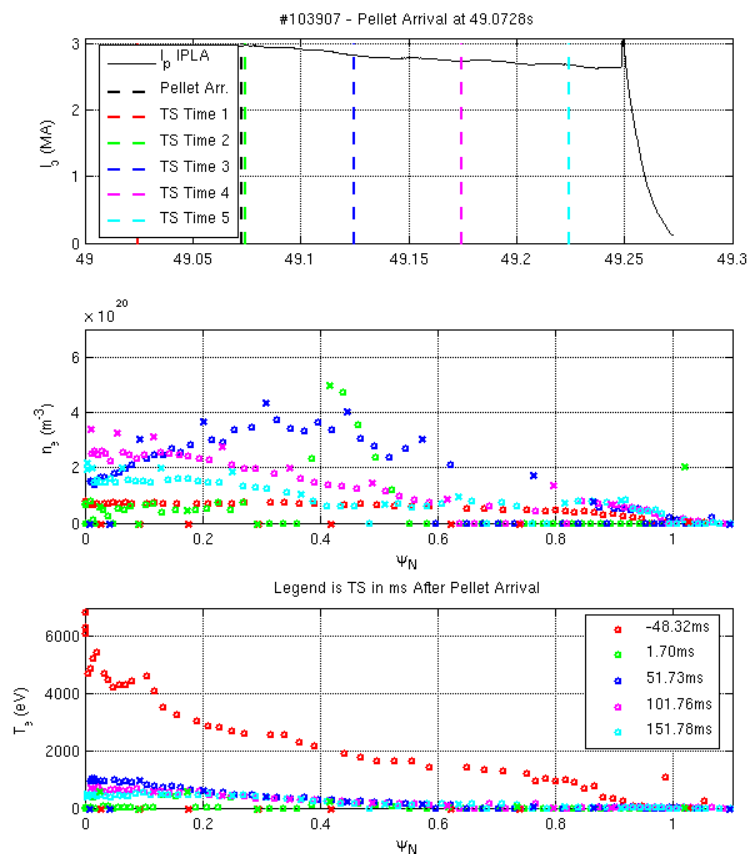 #103907 - Pellet Arrival at 49.0728s
I_p IPLA
Pellet Arr.
TS Time 1
TS Time 2
TS Time 3
TS Time 4
TS Time 5
I_p (MA)
3
2
1
0
49 49.05 49.1 49.15 49.2 49.25 49.3
× 10^20
n_e (m^-3)
6
4
2
0
0 0.2 0.4 0.6 0.8 1
Ψ_N
Legend is TS in ms After Pellet Arrival
T_e (eV)
6000
4000
2000
0
-48.32ms
1.70ms
51.73ms
101.76ms
151.78ms
0 0.2 0.4 0.6 0.8 1
Ψ_N